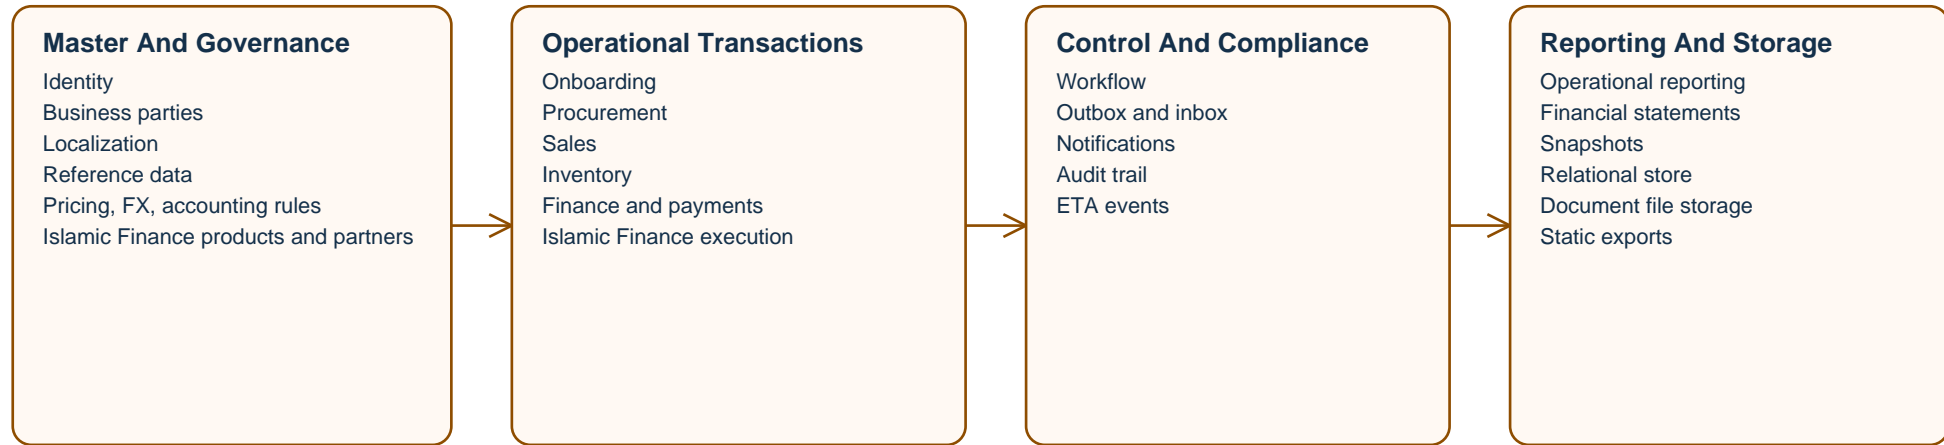 Master And Governance
Identity
Business parties
Localization
Reference data
Pricing, FX, accounting rules
Islamic Finance products and partners
Operational Transactions
Onboarding
Procurement
Sales
Inventory
Finance and payments
Islamic Finance execution
Control And Compliance
Workflow
Outbox and inbox
Notifications
Audit trail
ETA events
Reporting And Storage
Operational reporting
Financial statements
Snapshots
Relational store
Document file storage
Static exports